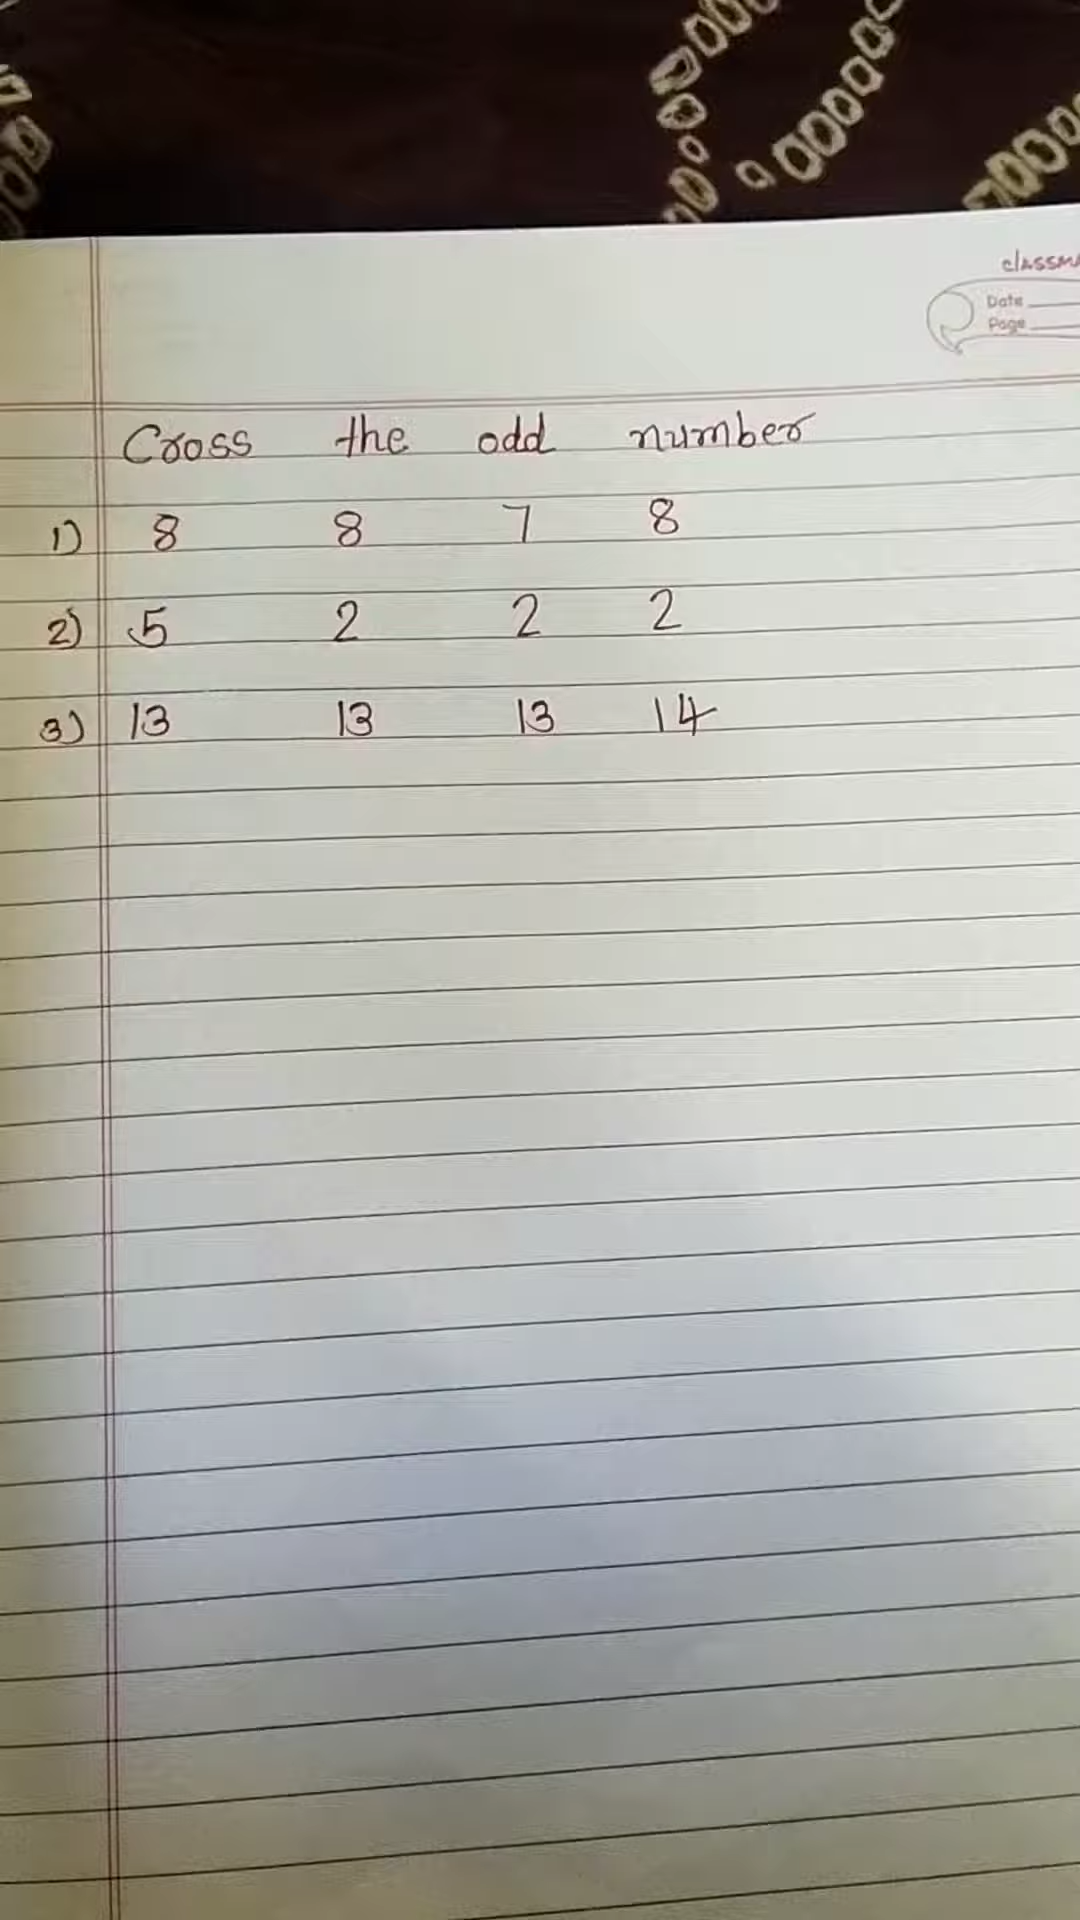 Date
Page
Cross the odd number
1) 8 8 7 8
2) 5 2 2 2
3) 13 13 13 14